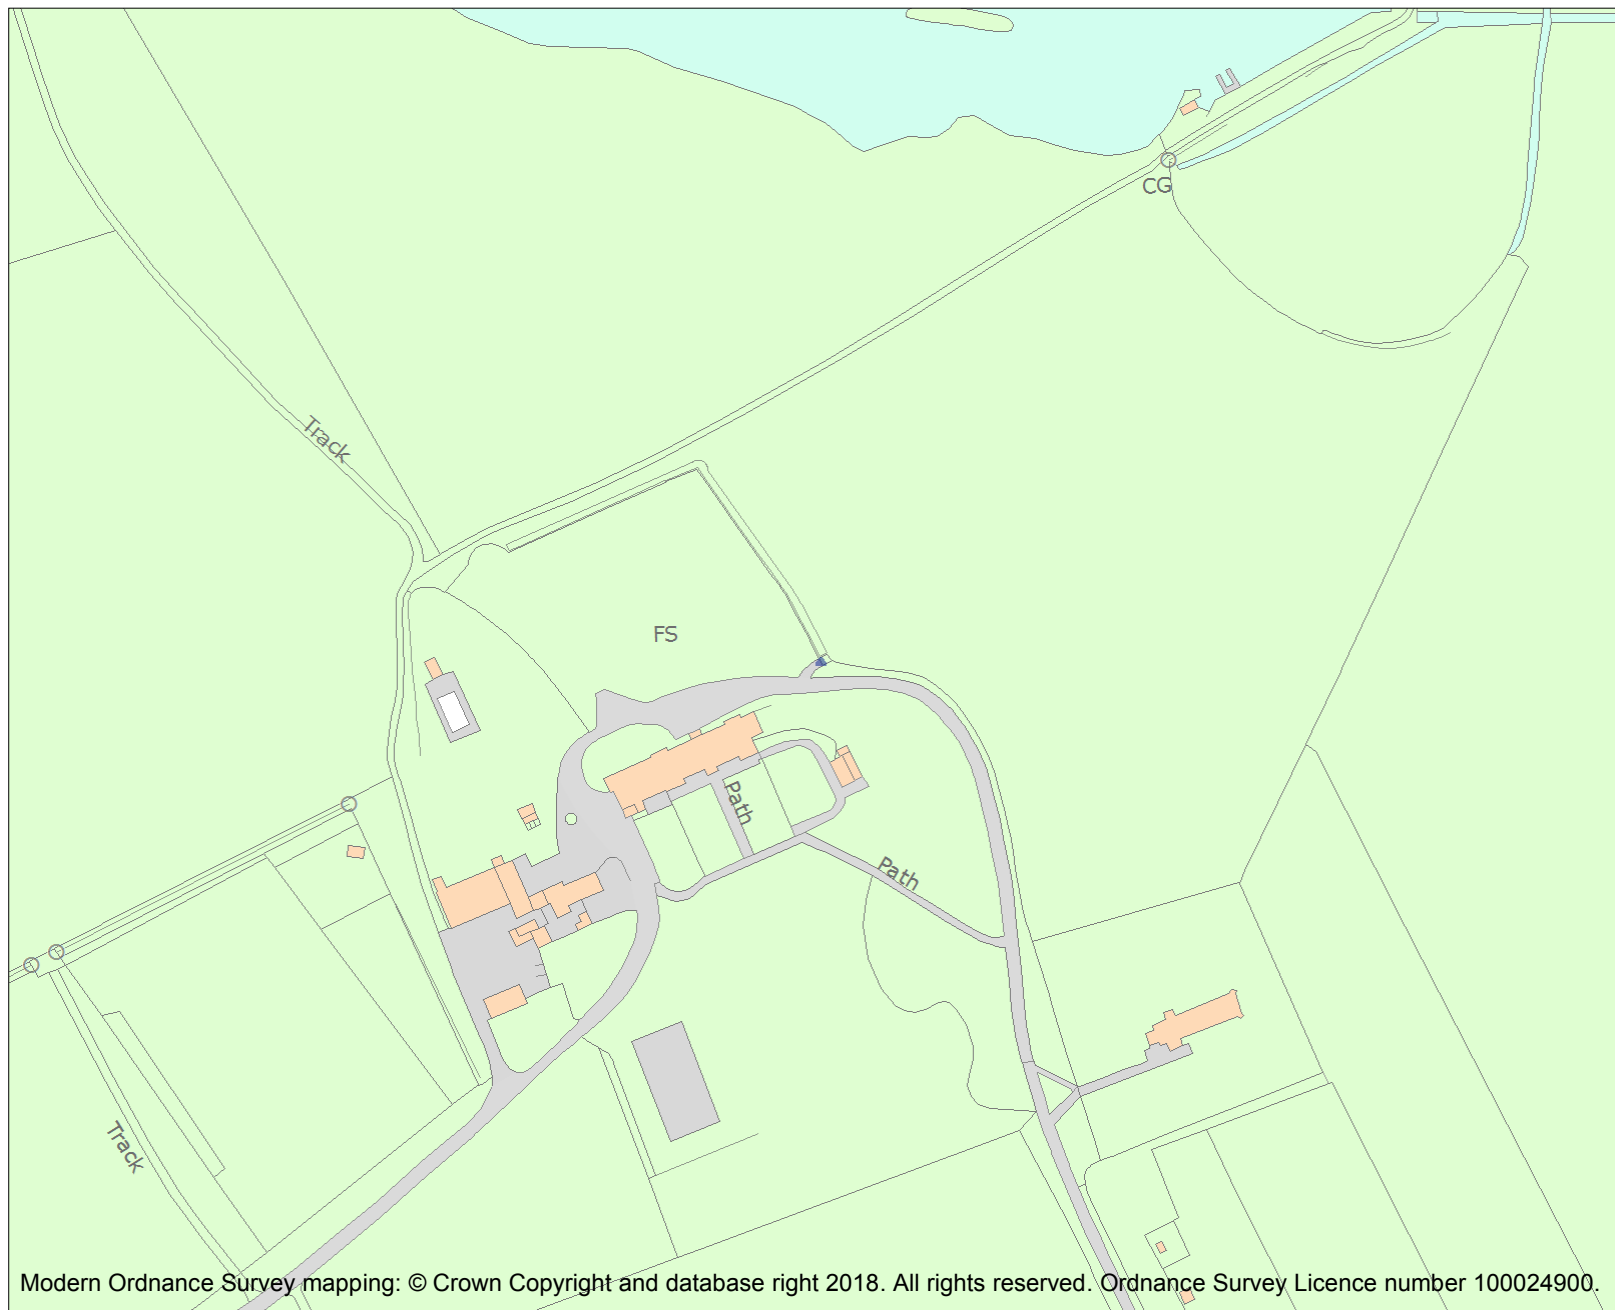 CG
Track
FS
Path
Path
Track
Modern Ordnance Survey mapping: © Crown Copyright and database right 2018. All rights reserved. Ordnance Survey Licence number 100024900.